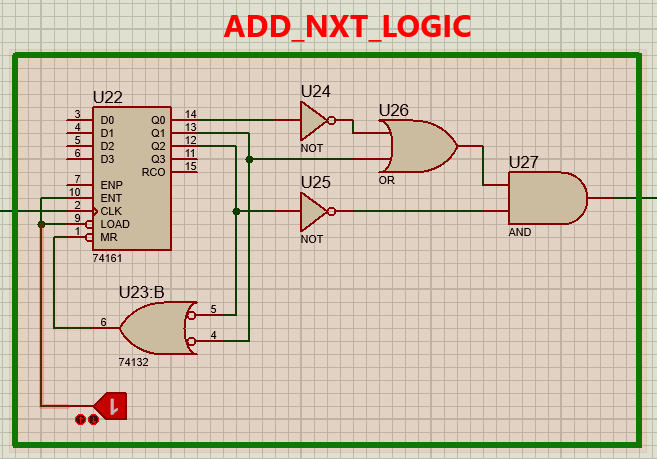 ADD_NXT_LOGIC
U22
3 D0 Q0 14
4 D1 Q1 13
5 D2 Q2 12
6 D3 Q3 11
RCO 15
7 ENP
10 ENT
2 CLK
9 LOAD
1 MR
74161
U24
NOT
U26
OR
U25
NOT
U27
AND
U23:B
6 5
4
74132
1